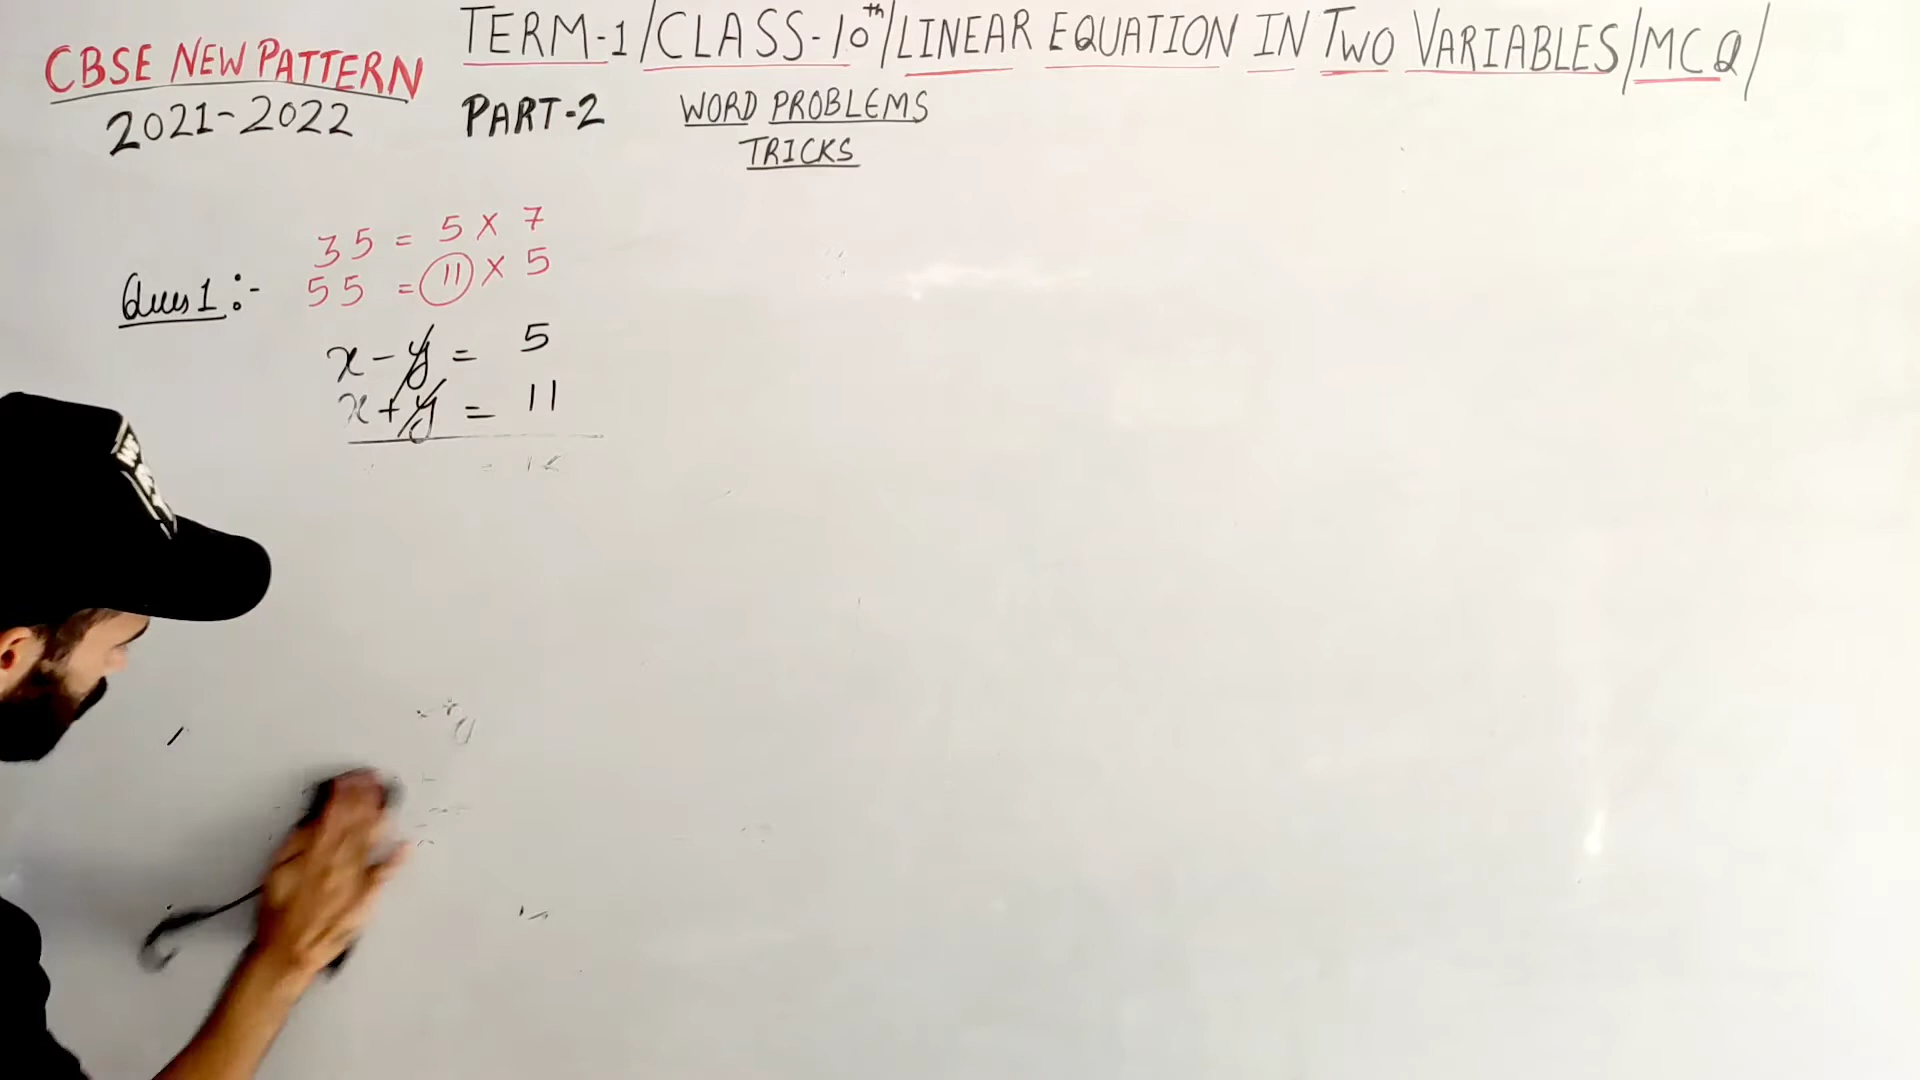 CBSE NEW PATTERN
2021-2022
TERM-1/CLASS-10th/LINEAR EQUATION IN TWO VARIABLES/MCQ/
PART-2 WORD PROBLEMS
TRICKS
Ques 1:-
35 = 5 × 7
55 = 11 × 5
x - y = 5
x + y = 11